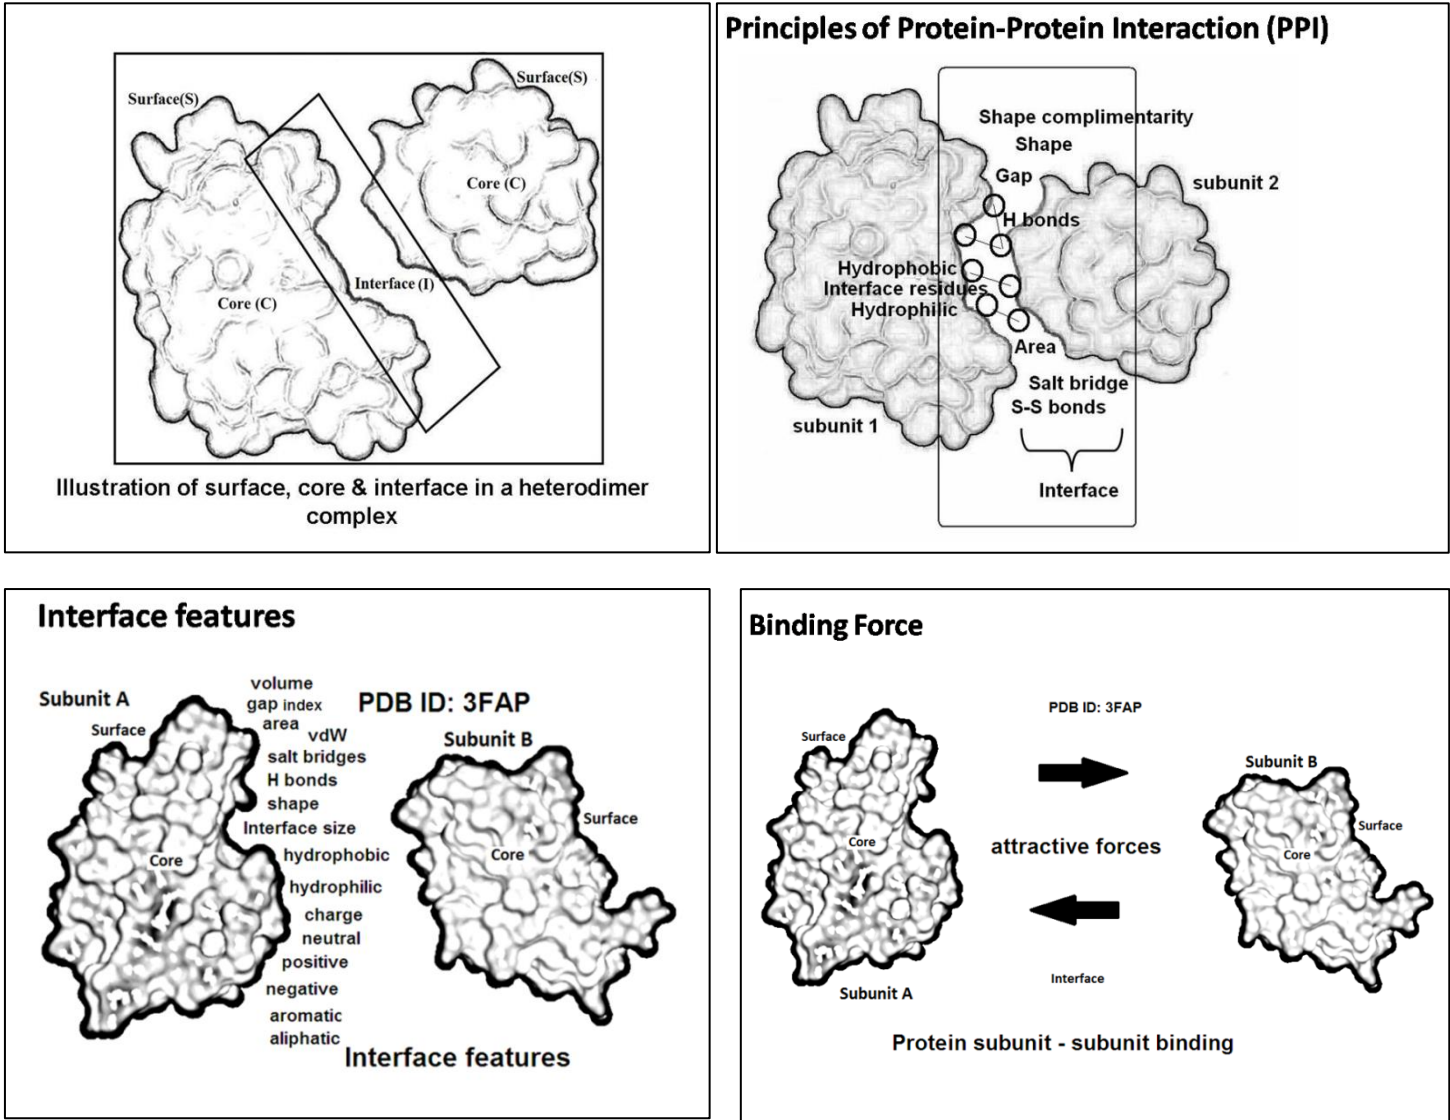 Surface(S)
Surface(S)
Core (C)
Interface (I)
Core (C)
Illustration of surface, core & interface in a heterodimer
complex
Principles of Protein-Protein Interaction (PPI)
Shape complimentarity
Shape
Gap
subunit 2
H bonds
Hydrophobic
Interface residues
Hydrophilic
Area
Salt bridge
S-S bonds
subunit 1
Interface
Interface features
volume
Subunit A
gap index
PDB ID: 3FAP
area
Surface
vdW
Subunit B
salt bridges
H bonds
shape
Surface
Interface size
Core
hydrophobic
Core
hydrophilic
charge
neutral
positive
negative
aromatic
aliphatic
Interface features
Binding Force
PDB ID: 3FAP
Surface
Subunit B
Surface
Core
attractive forces
Core
Interface
Subunit A
Protein subunit - subunit binding